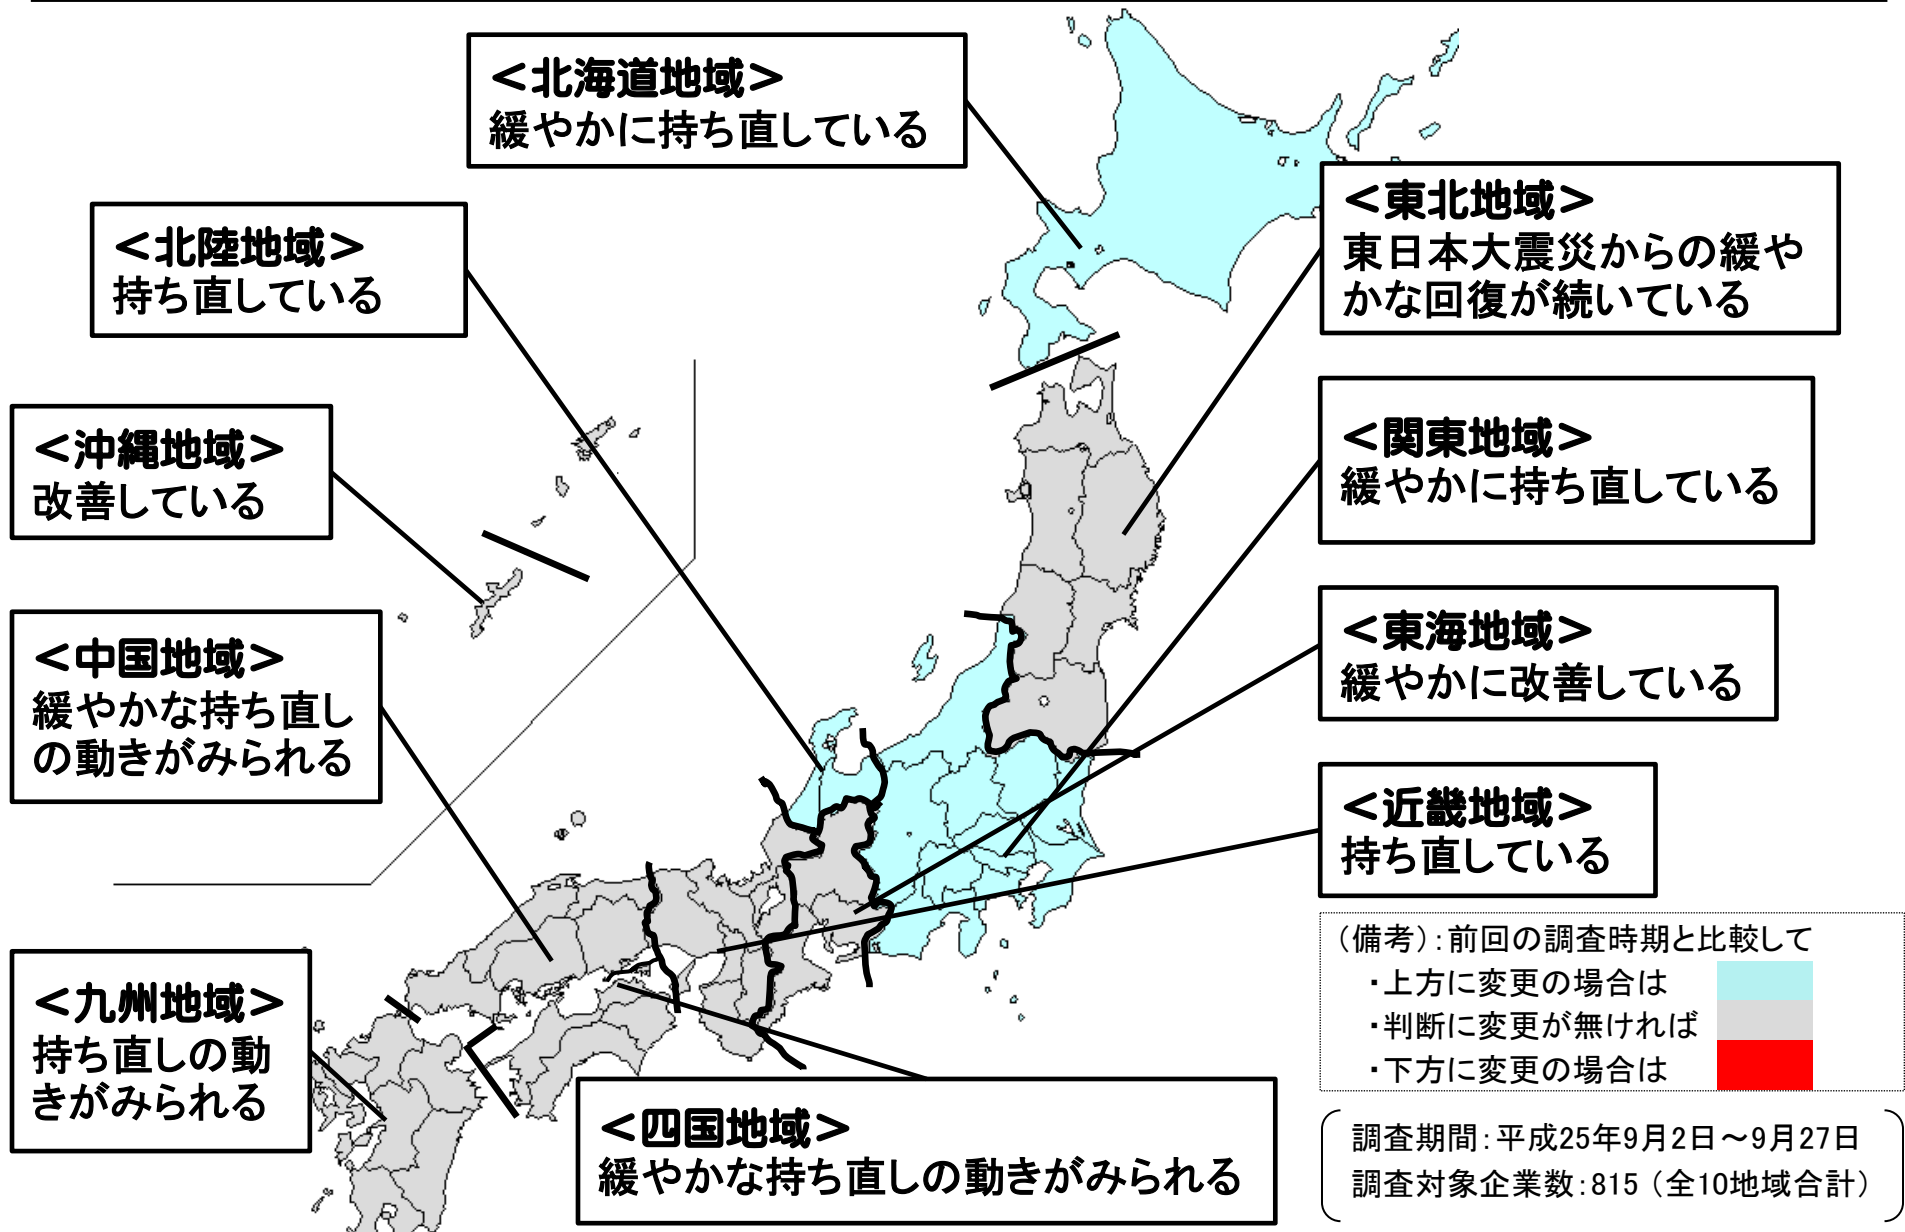 ＜北海道地域＞
緩やかに持ち直している
＜東北地域＞
東日本大震災からの緩や
かな回復が続いている
＜北陸地域＞
持ち直している
＜関東地域＞
緩やかに持ち直している
＜沖縄地域＞
改善している
＜東海地域＞
緩やかに改善している
＜中国地域＞
緩やかな持ち直し
の動きがみられる
＜近畿地域＞
持ち直している
＜九州地域＞
持ち直しの動
きがみられる
＜四国地域＞
緩やかな持ち直しの動きがみられる
（備考）：前回の調査時期と比較して
・上方に変更の場合は
・判断に変更が無ければ
・下方に変更の場合は
調査期間：平成25年9月2日～9月27日
調査対象企業数：815（全10地域合計）